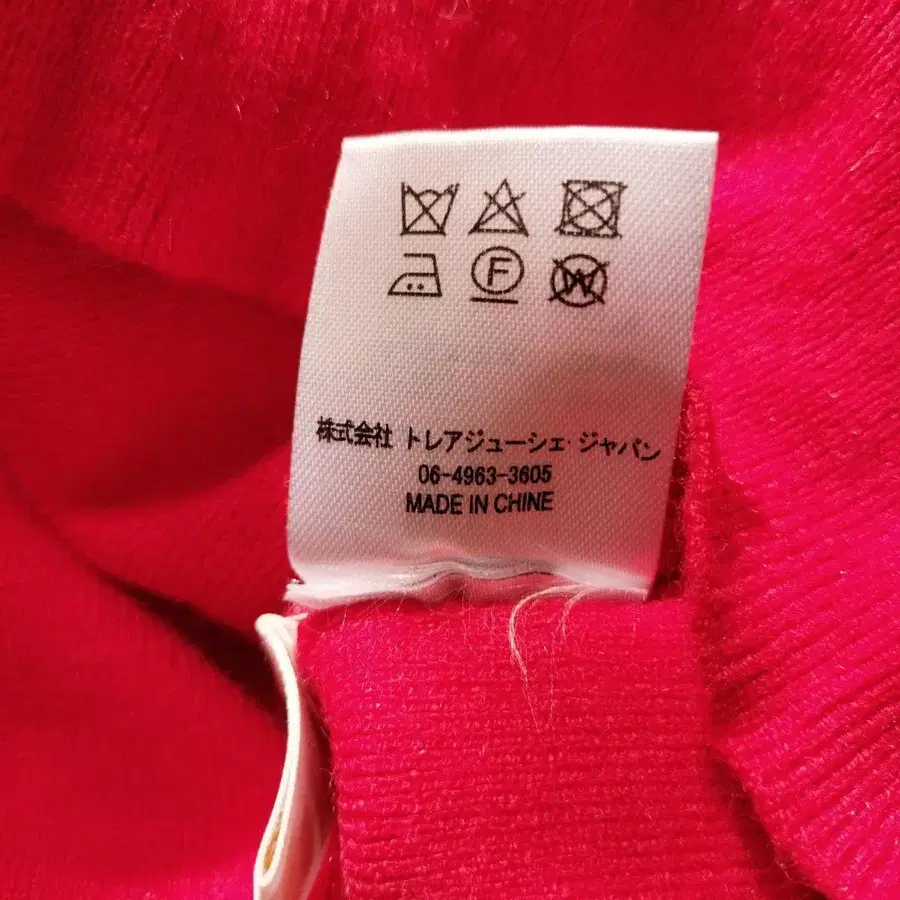 F W
株式会社 トレアジューシェ・ジャパン
06-4963-3605
MADE IN CHINE